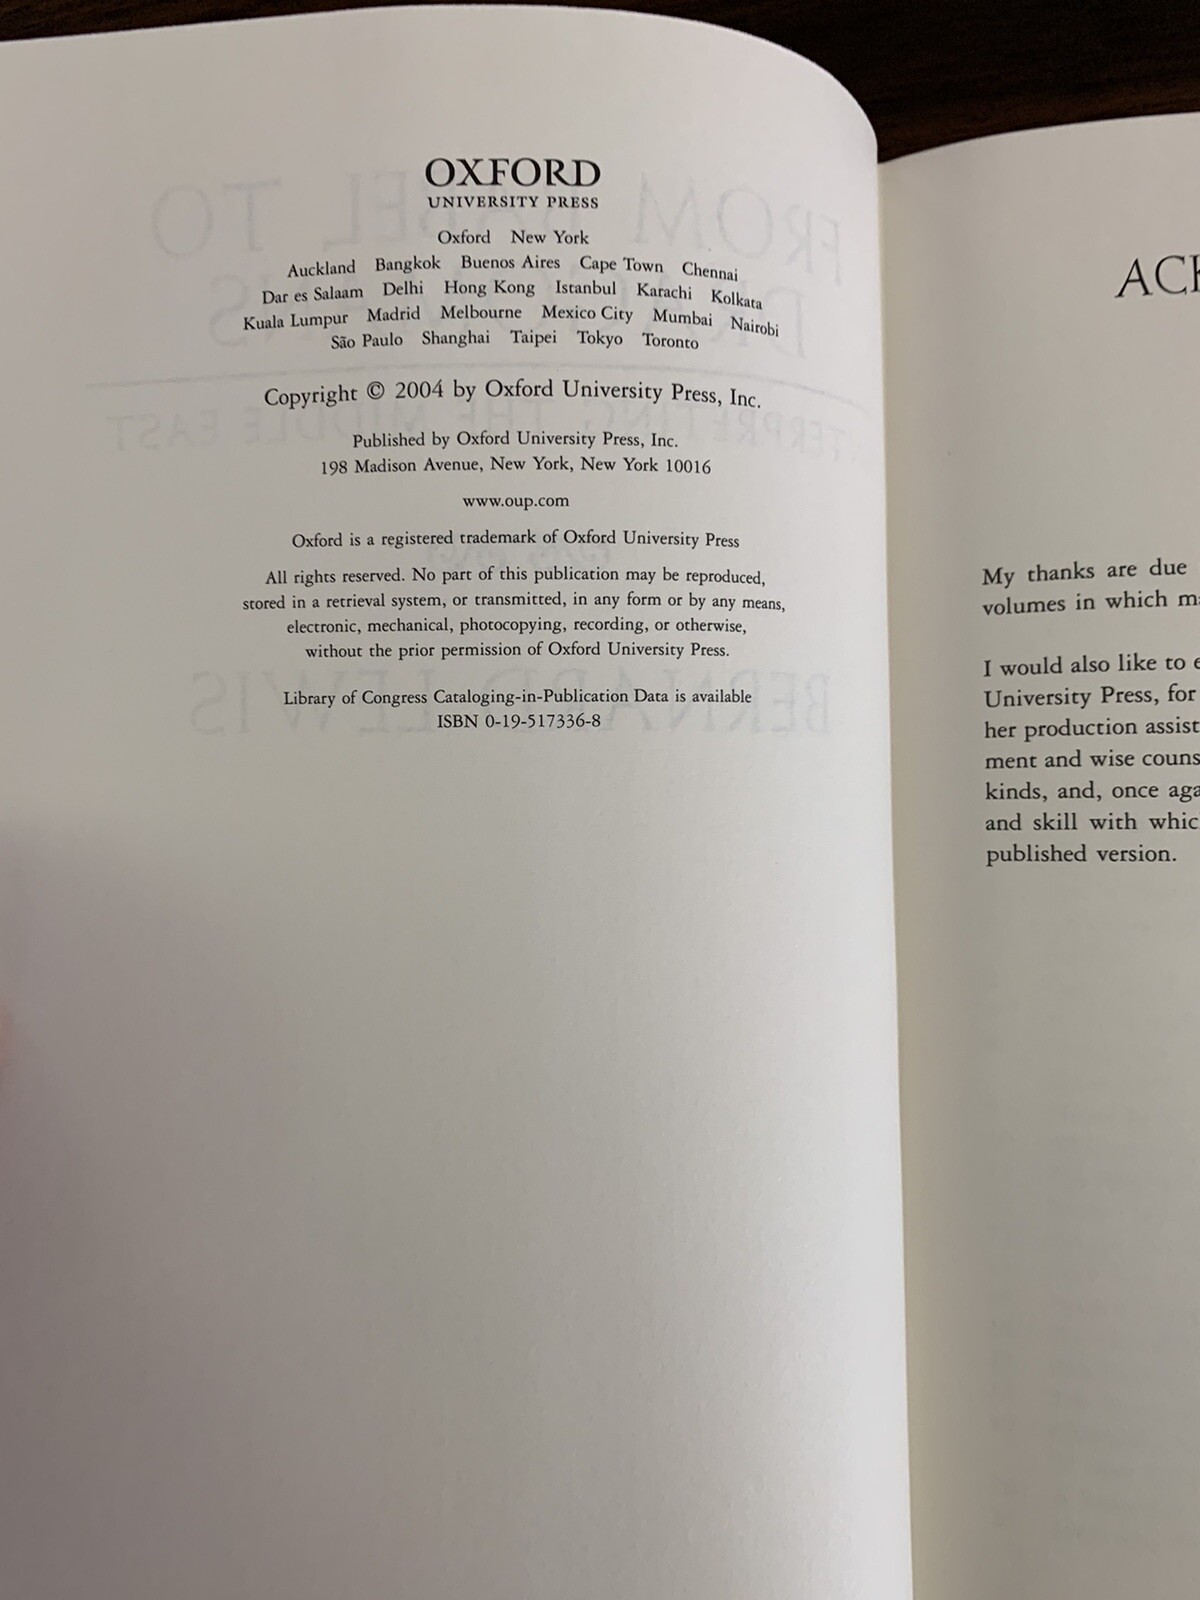 OXFORD
UNIVERSITY PRESS
Oxford New York
Auckland Bangkok Buenos Aires Cape Town Chennai
Dar es Salaam Delhi Hong Kong Istanbul Karachi Kolkata
Kuala Lumpur Madrid Melbourne Mexico City Mumbai Nairobi
São Paulo Shanghai Taipei Tokyo Toronto
Copyright © 2004 by Oxford University Press, Inc.
Published by Oxford University Press, Inc.
198 Madison Avenue, New York, New York 10016
www.oup.com
Oxford is a registered trademark of Oxford University Press
All rights reserved. No part of this publication may be reproduced,
stored in a retrieval system, or transmitted, in any form or by any means,
electronic, mechanical, photocopying, recording, or otherwise,
without the prior permission of Oxford University Press.
Library of Congress Cataloging-in-Publication Data is available
ISBN 0-19-517336-8
My thanks are due
volumes in which
I would also like to
University Press, for
her production
ment and wise
kinds, and, once
and skill with
published version.